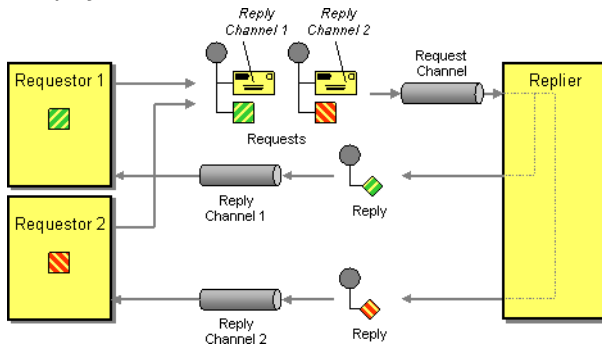 Reply
Channel 1
Reply
Channel 2
Requestor 1
Request
Channel
Replier
Requests
Reply
Channel 1
Reply
Requestor 2
Reply
Channel 2
Reply